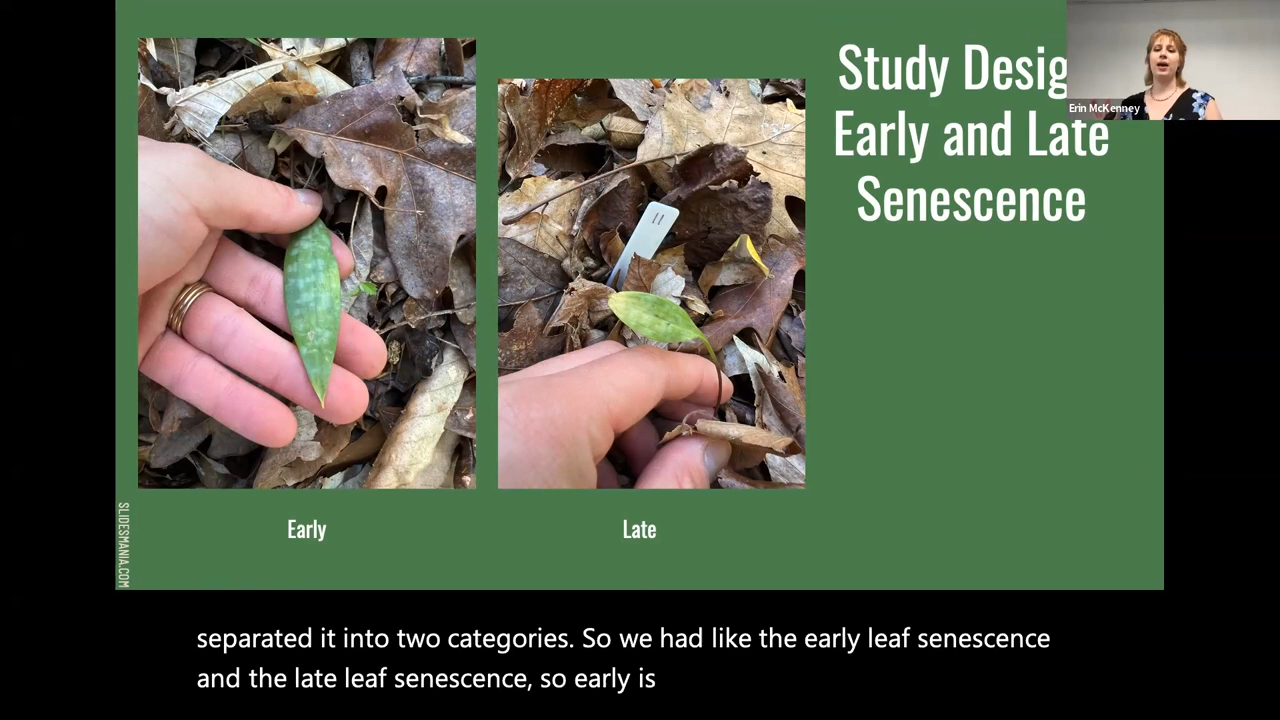 Study Desig
Early and Late
Senescence
Erin McKenney
Early
Late
SLIDESMANIA.COM
separated it into two categories. So we had like the early leaf senescence
and the late leaf senescence, so early is